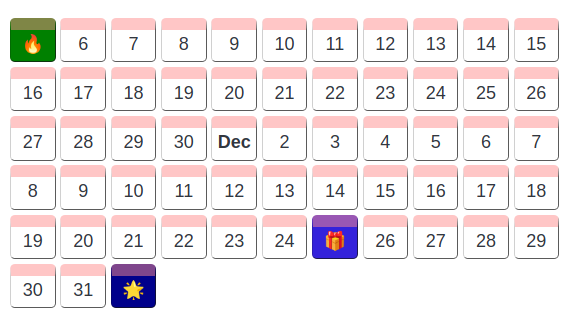 🔥 6 7 8 9 10 11 12 13 14 15
16 17 18 19 20 21 22 23 24 25 26
27 28 29 30 Dec 2 3 4 5 6 7
8 9 10 11 12 13 14 15 16 17 18
19 20 21 22 23 24 🎁 26 27 28 29
30 31 🌟